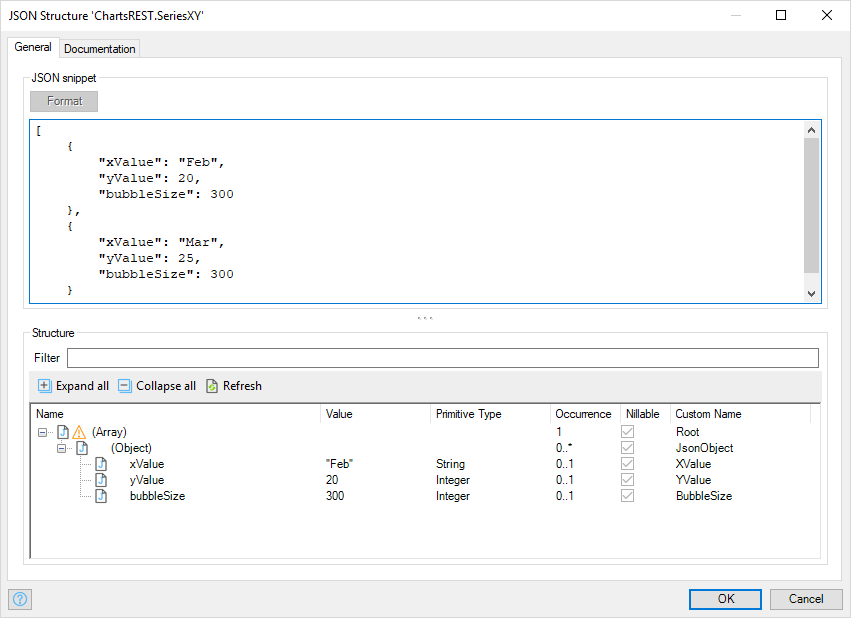 JSON Structure 'ChartsREST.SeriesXY'
General Documentation
JSON snippet
Format
[
{
"xValue": "Feb",
"yValue": 20,
"bubbleSize": 300
},
{
"xValue": "Mar",
"yValue": 25,
"bubbleSize": 300
}
Structure
Filter
Expand all Collapse all Refresh
Name Value Primitive Type Occurrence Nillable Custom Name
(Array) 1 Root
(Object) 0..* JsonObject
xValue "Feb" String 0..1 XValue
yValue 20 Integer 0..1 YValue
bubbleSize 300 Integer 0..1 BubbleSize
OK Cancel